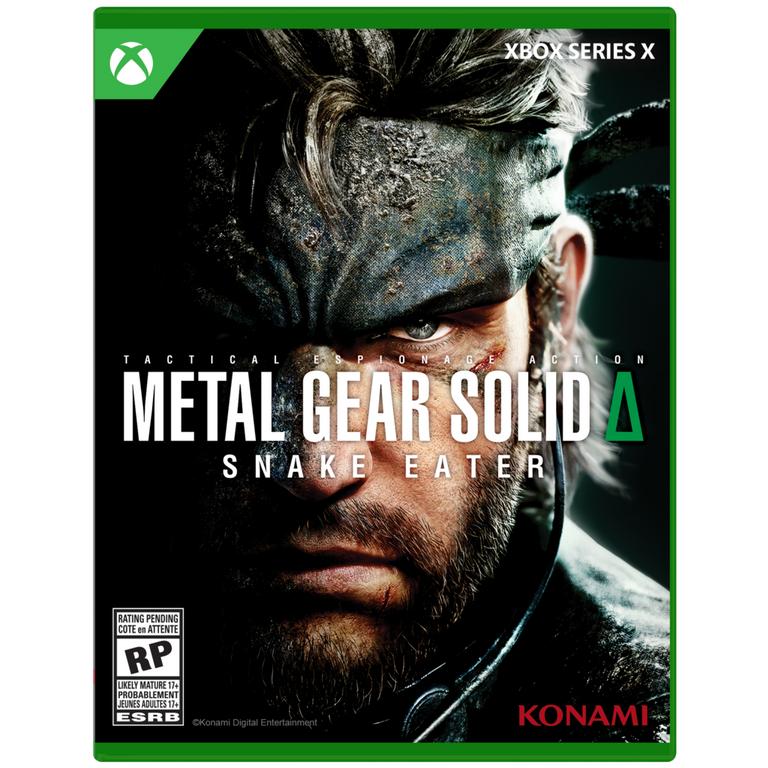 XBOX SERIES X
TACTICAL ESPIONAGE ACTION
METAL GEAR SOLID Δ
SNAKE EATER
RATING PENDING
COTE en ATTENTE
RP
LIKELY MATURE 17+
PROBABLEMENT
JEUNES ADULTES 17+
ESRB
©Konami Digital Entertainment
KONAMI